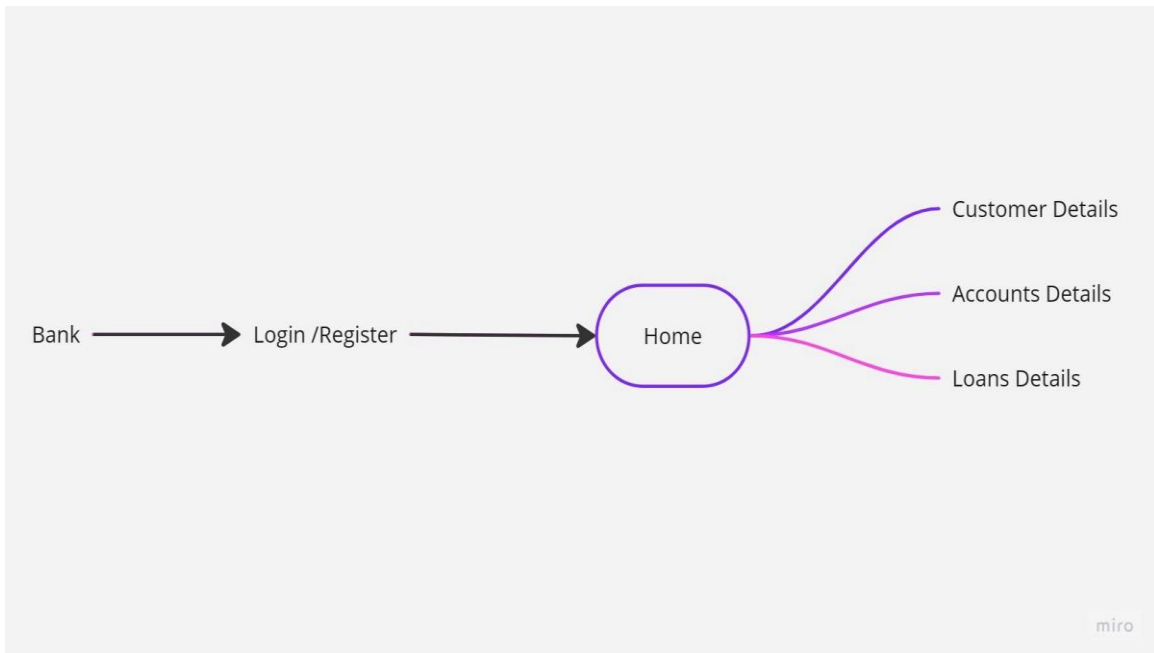 Bank
Login /Register
Home
Customer Details
Accounts Details
Loans Details
miro